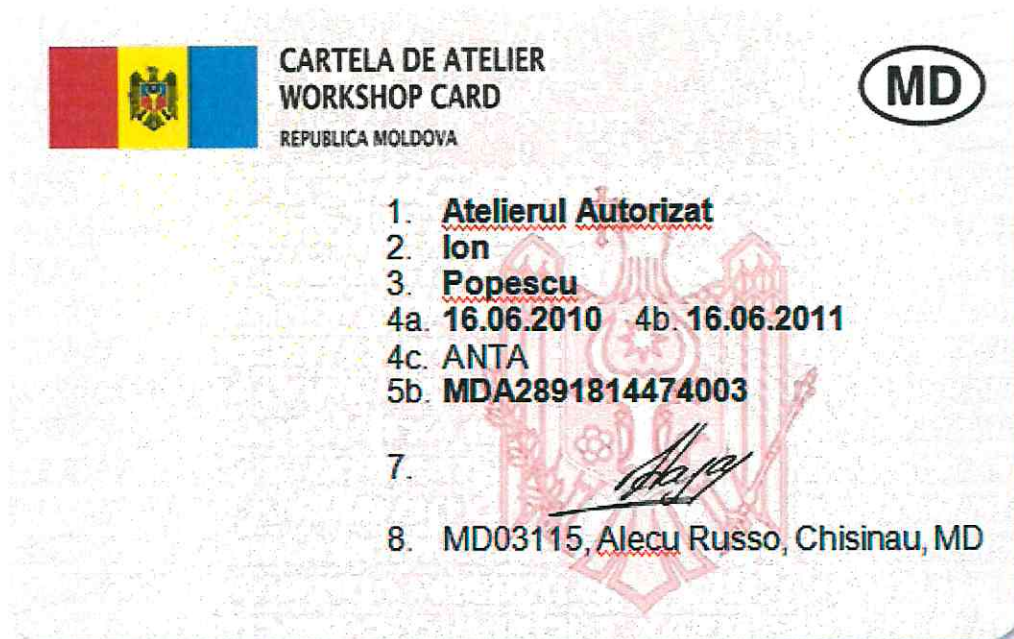 CARTELA DE ATELIER
WORKSHOP CARD
REPUBLICA MOLDOVA
MD
1. Atelierul Autorizat
2. Ion
3. Popescu
4a. 16.06.2010 4b. 16.06.2011
4c. ANTA
5b. MDA2891814474003
7.
8. MD03115, Alecu Russo, Chisinau, MD